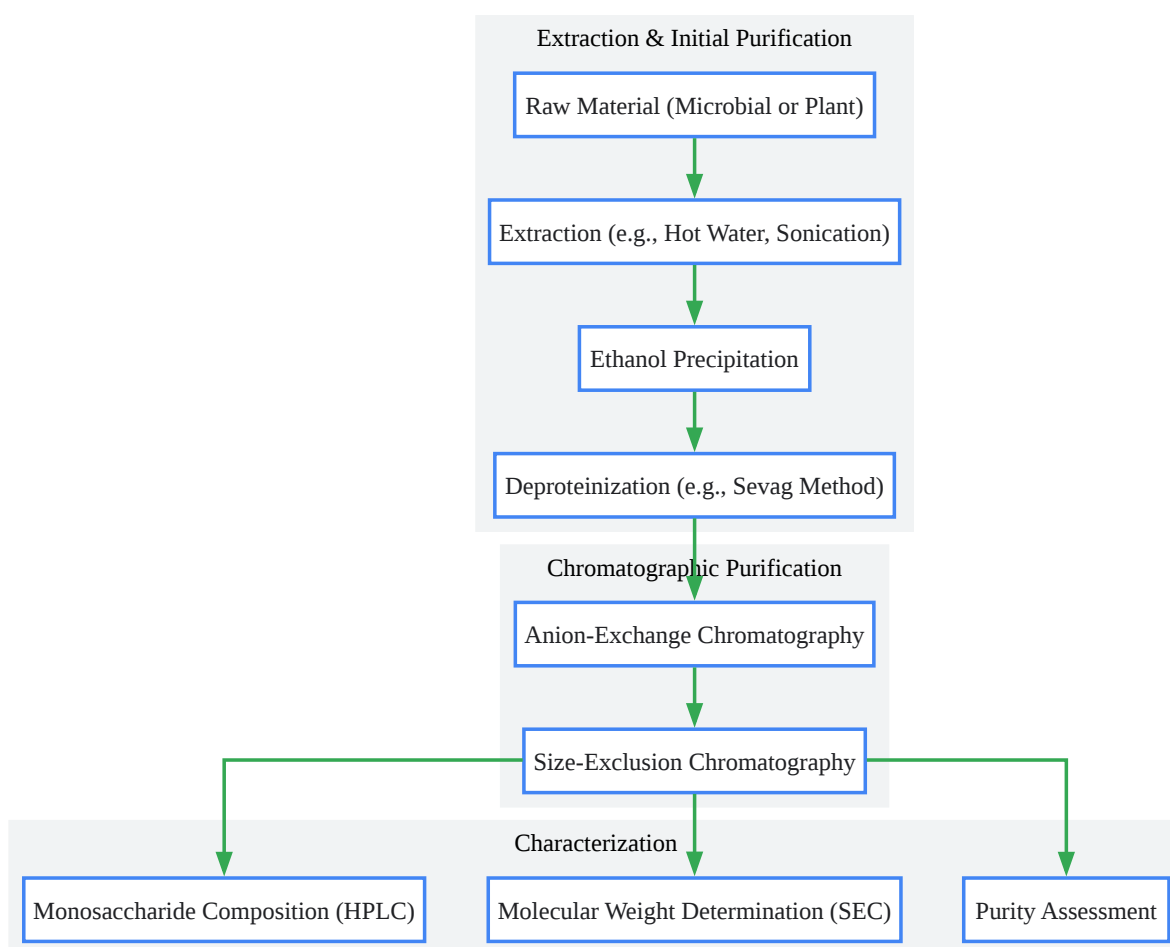 Extraction & Initial Purification
Raw Material (Microbial or Plant)
Extraction (e.g., Hot Water, Sonication)
Ethanol Precipitation
Deproteinization (e.g., Sevag Method)
Chromatographic Purification
Anion-Exchange Chromatography
Size-Exclusion Chromatography
Characterization
Monosaccharide Composition (HPLC)
Molecular Weight Determination (SEC)
Purity Assessment